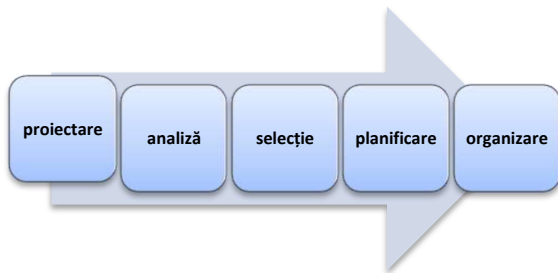 proiectare
analiză
selecție
planificare
organizare